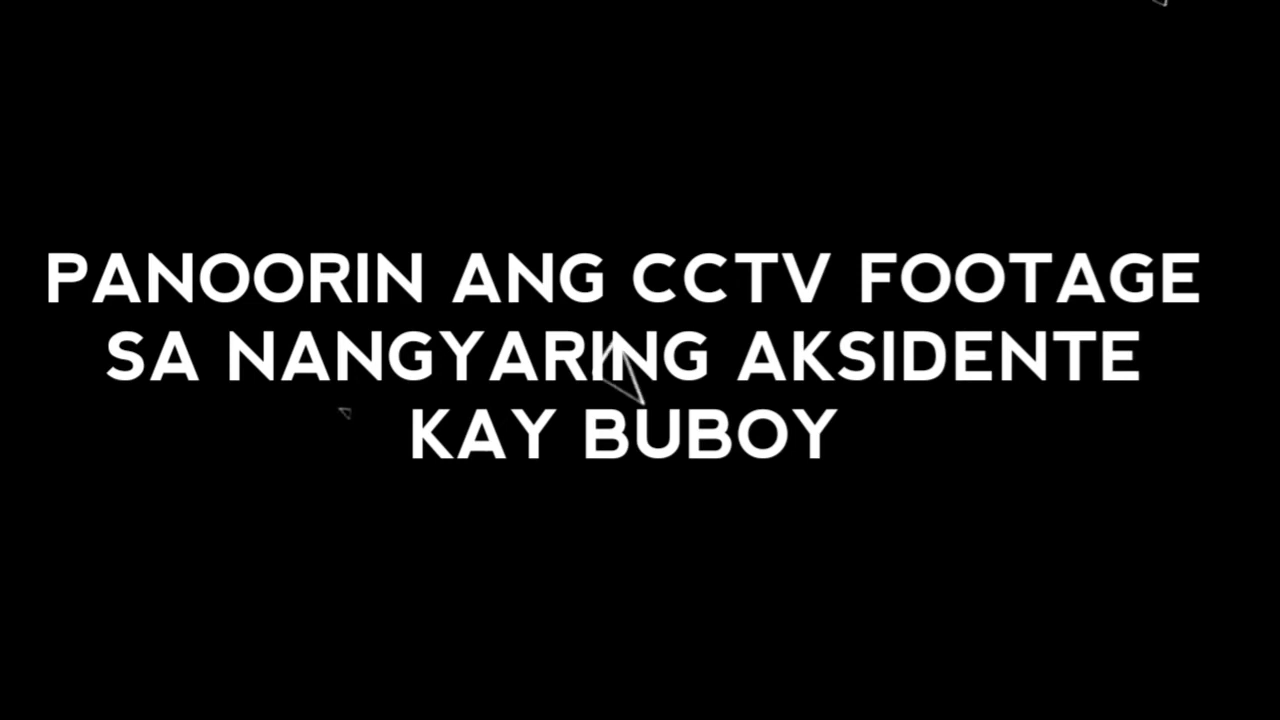 PANOORIN ANG CCTV FOOTAGE
SA NANGYARING AKSIDENTE
KAY BUBOY